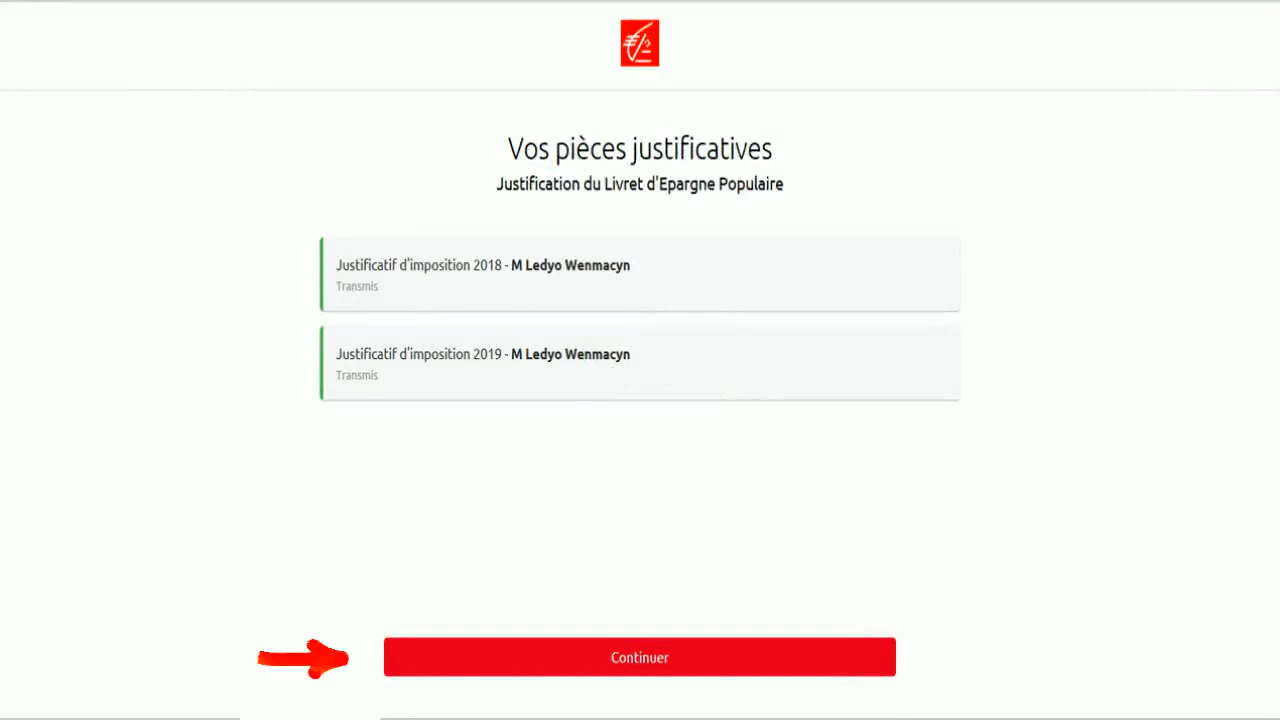 Vos pièces justificatives
Justification du Livret d'Epargne Populaire
Justificatif d'imposition 2018 - M Ledyo Wenmacyn
Transmis
Justificatif d'imposition 2019 - M Ledyo Wenmacyn
Transmis
Continuer